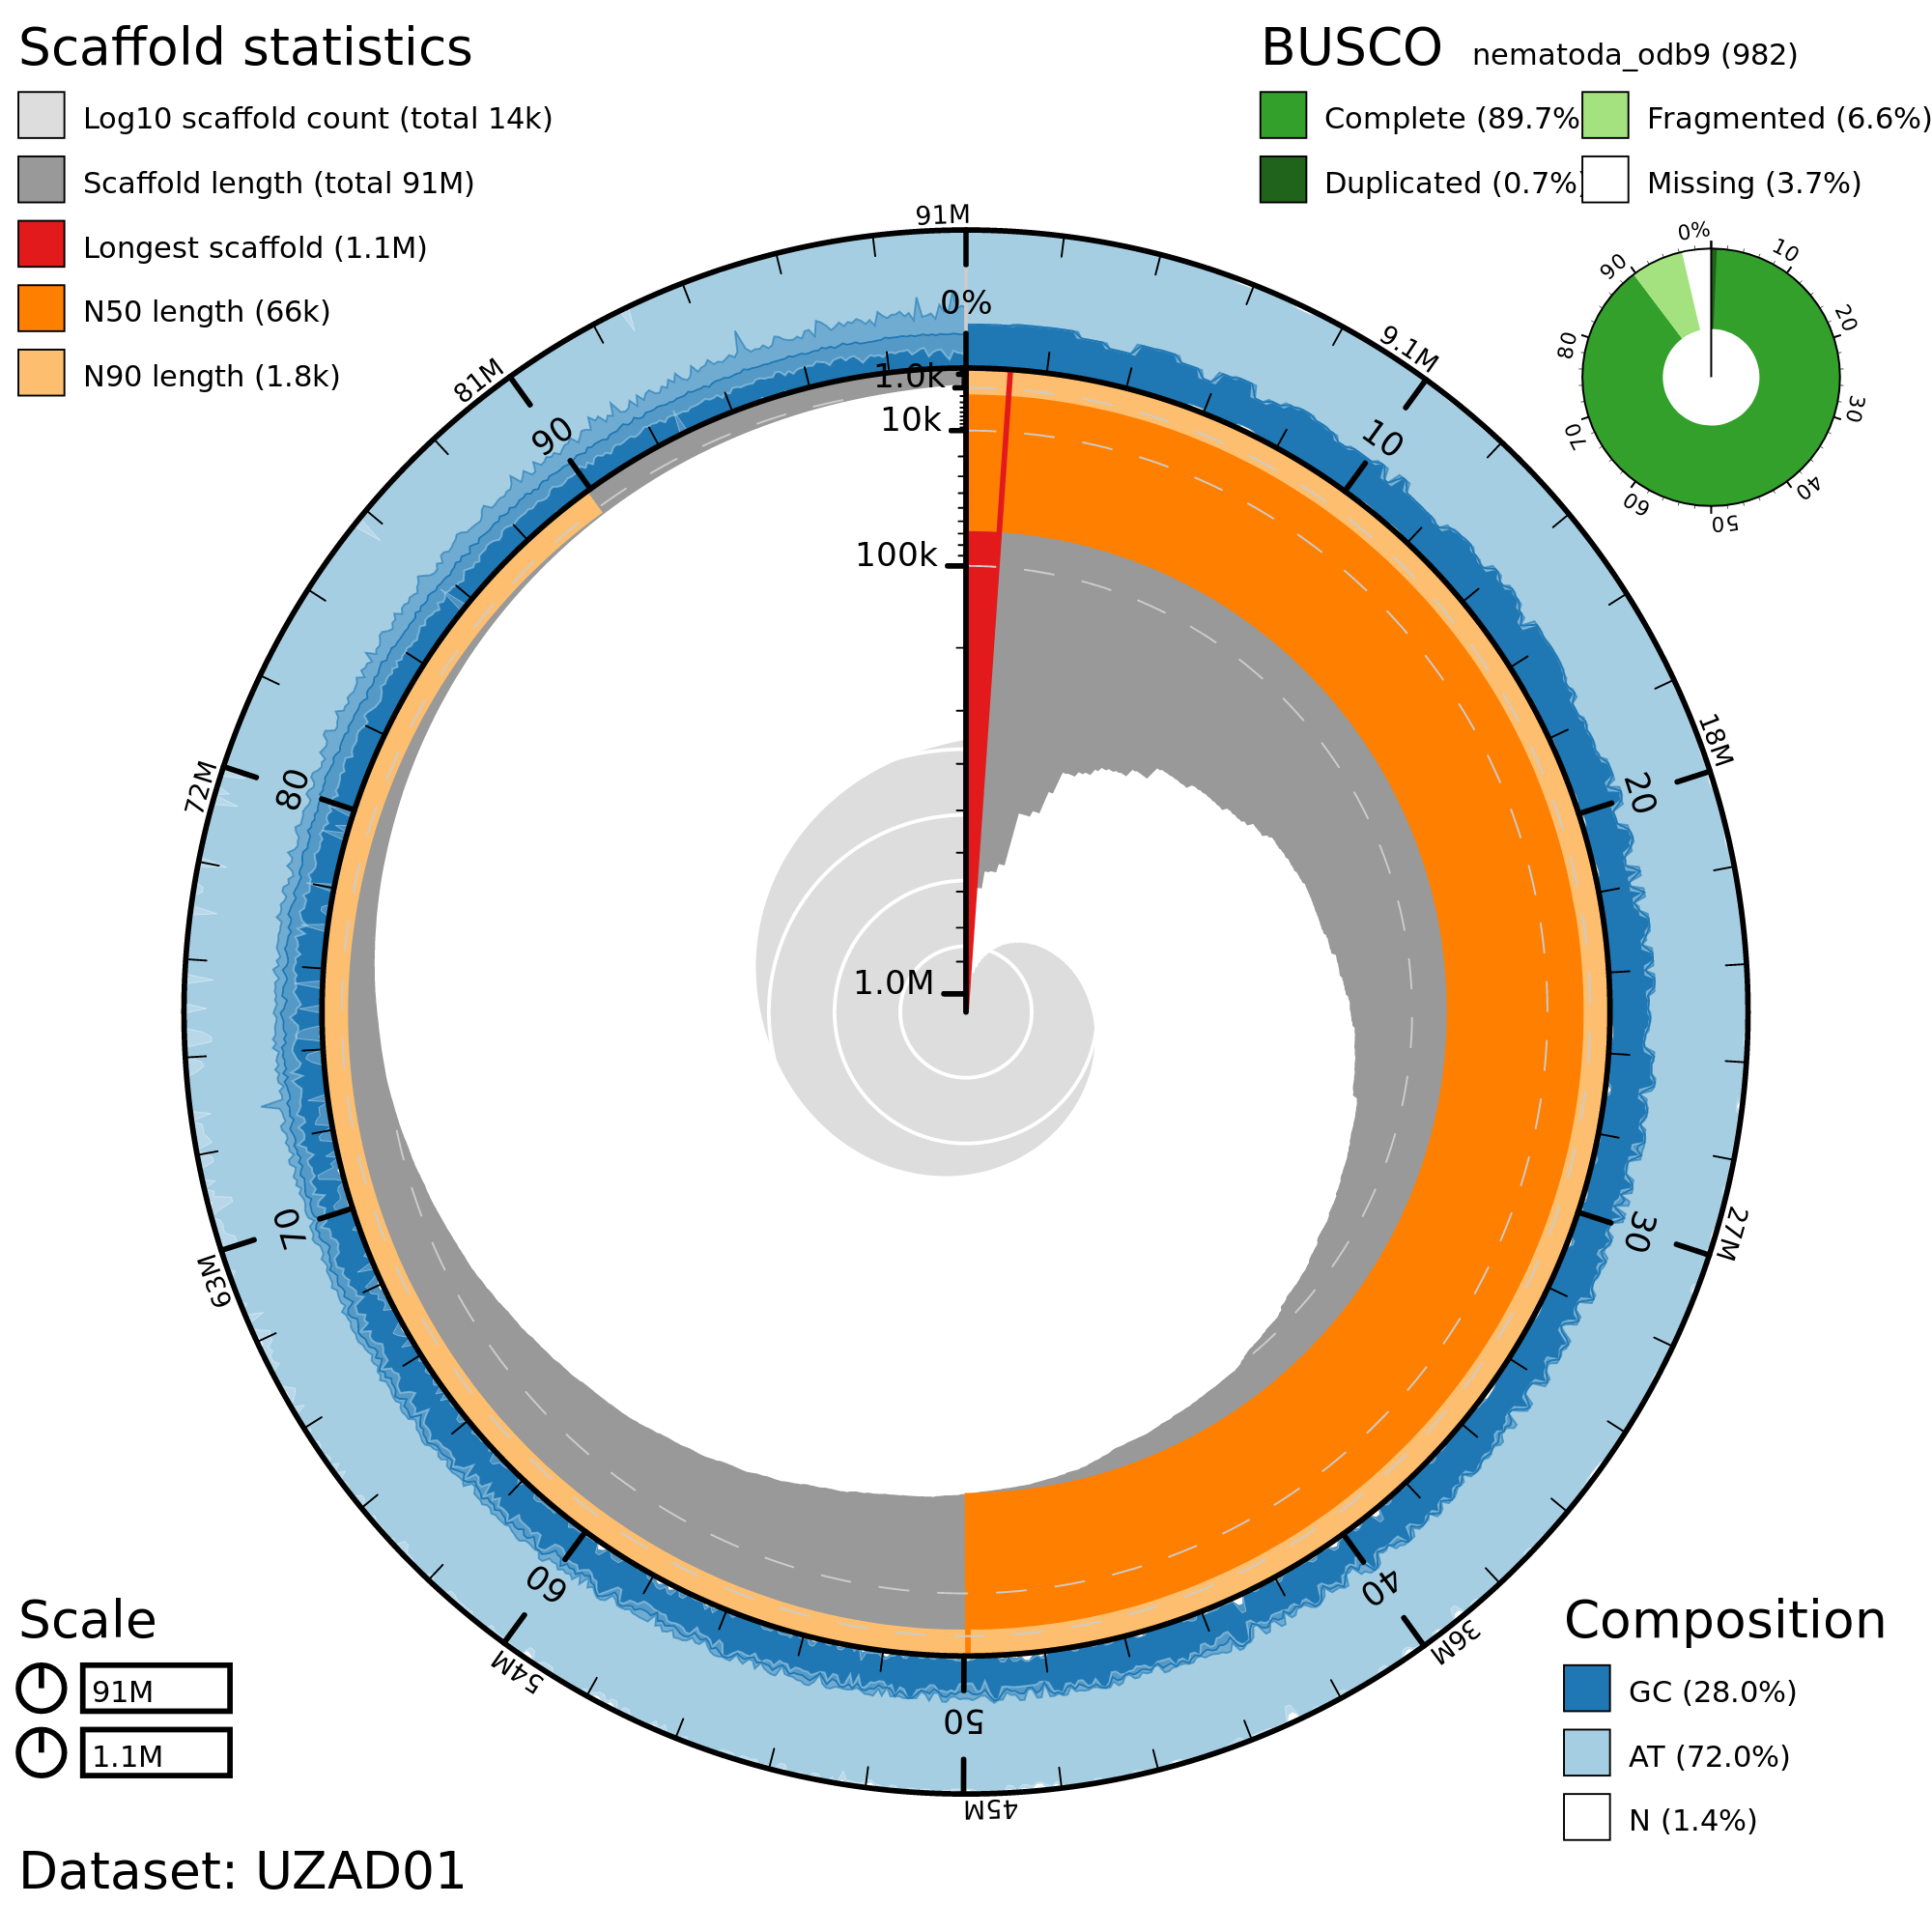 Scaffold statistics
Log10 scaffold count (total 14k)
Scaffold length (total 91M)
Longest scaffold (1.1M)
N50 length (66k)
N90 length (1.8k)
BUSCO nematoda_odb9 (982)
Complete (89.7% Fragmented (6.6%)
Duplicated (0.7%) Missing (3.7%)
0%
10
20
30
40
50
60
70
80
90
91M
9.1M
18M
27M
36M
45M
54M
63M
72M
81M
0%
10
20
30
40
50
60
70
80
90
1.0k
10k
100k
1.0M
Scale
91M
1.1M
Composition
GC (28.0%)
AT (72.0%)
N (1.4%)
Dataset: UZAD01